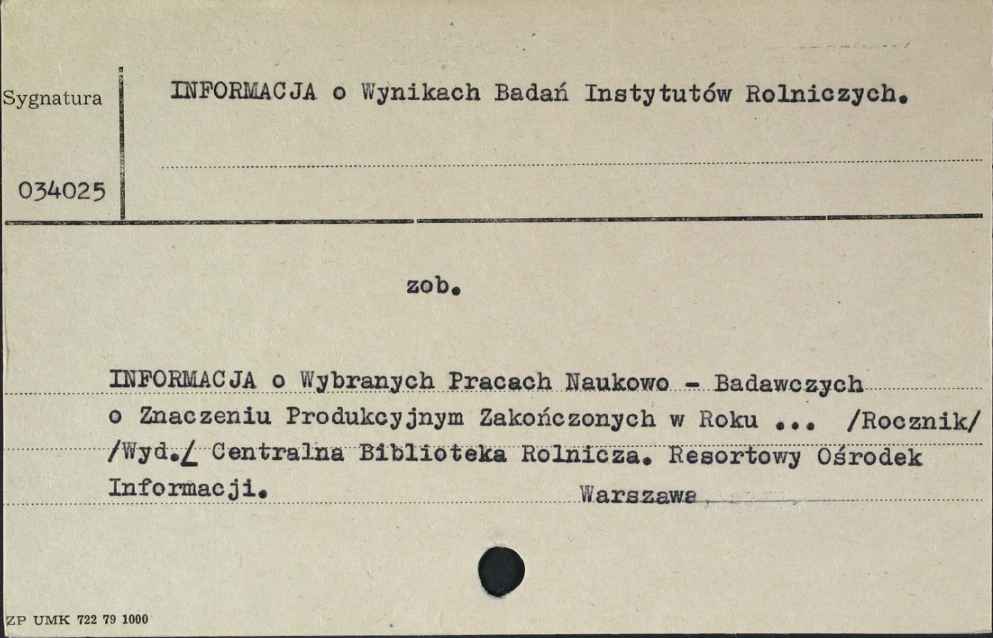 Sygnatura
INFORMACJA o Wynikach Badań Instytutów Rolniczych.
034025
zob.
INFORMACJA o Wybranych Pracach Naukowo - Badawczych
o Znaczeniu Produkcyjnym Zakończonych w Roku ... /Rocznik/
/Wyd./ Centralna Biblioteka Rolnicza. Resortowy Ośrodek
Informacji. Warszawa
ZP UMK 722 79 1000